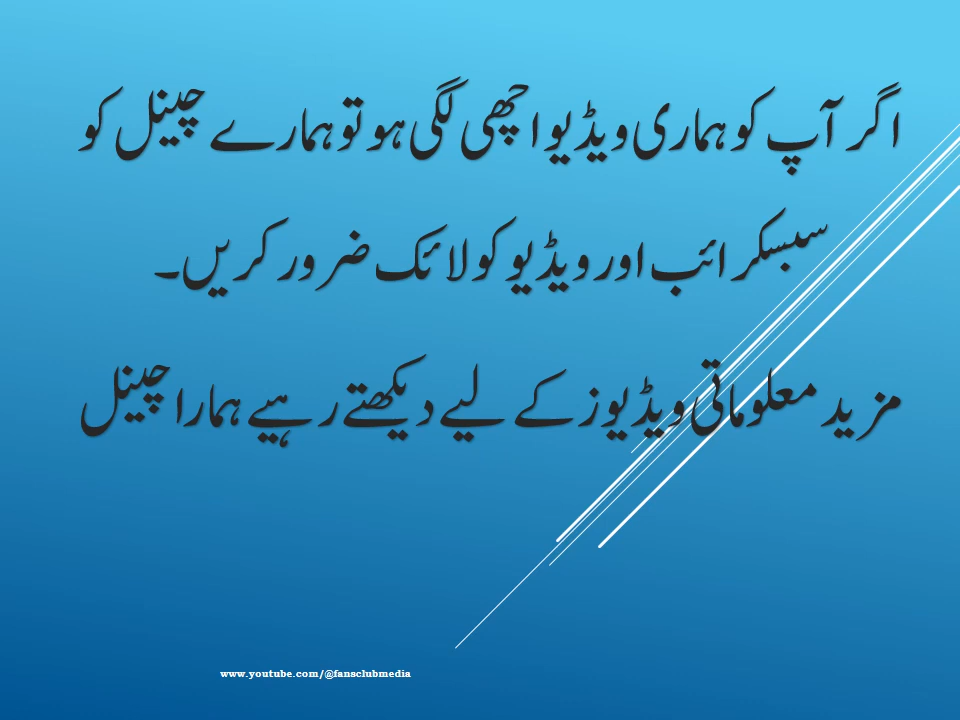 اگر آپ کو ہماری ویڈیو اچھی لگی ہو تو ہمارے چینل کو
سبسکرائب اور ویڈیو کو لائک ضرور کریں۔
مزید معلوماتی ویڈیوز کے لیے دیکھتے رہیے ہمارا چینل
www.youtube.com/@fansclubmedia